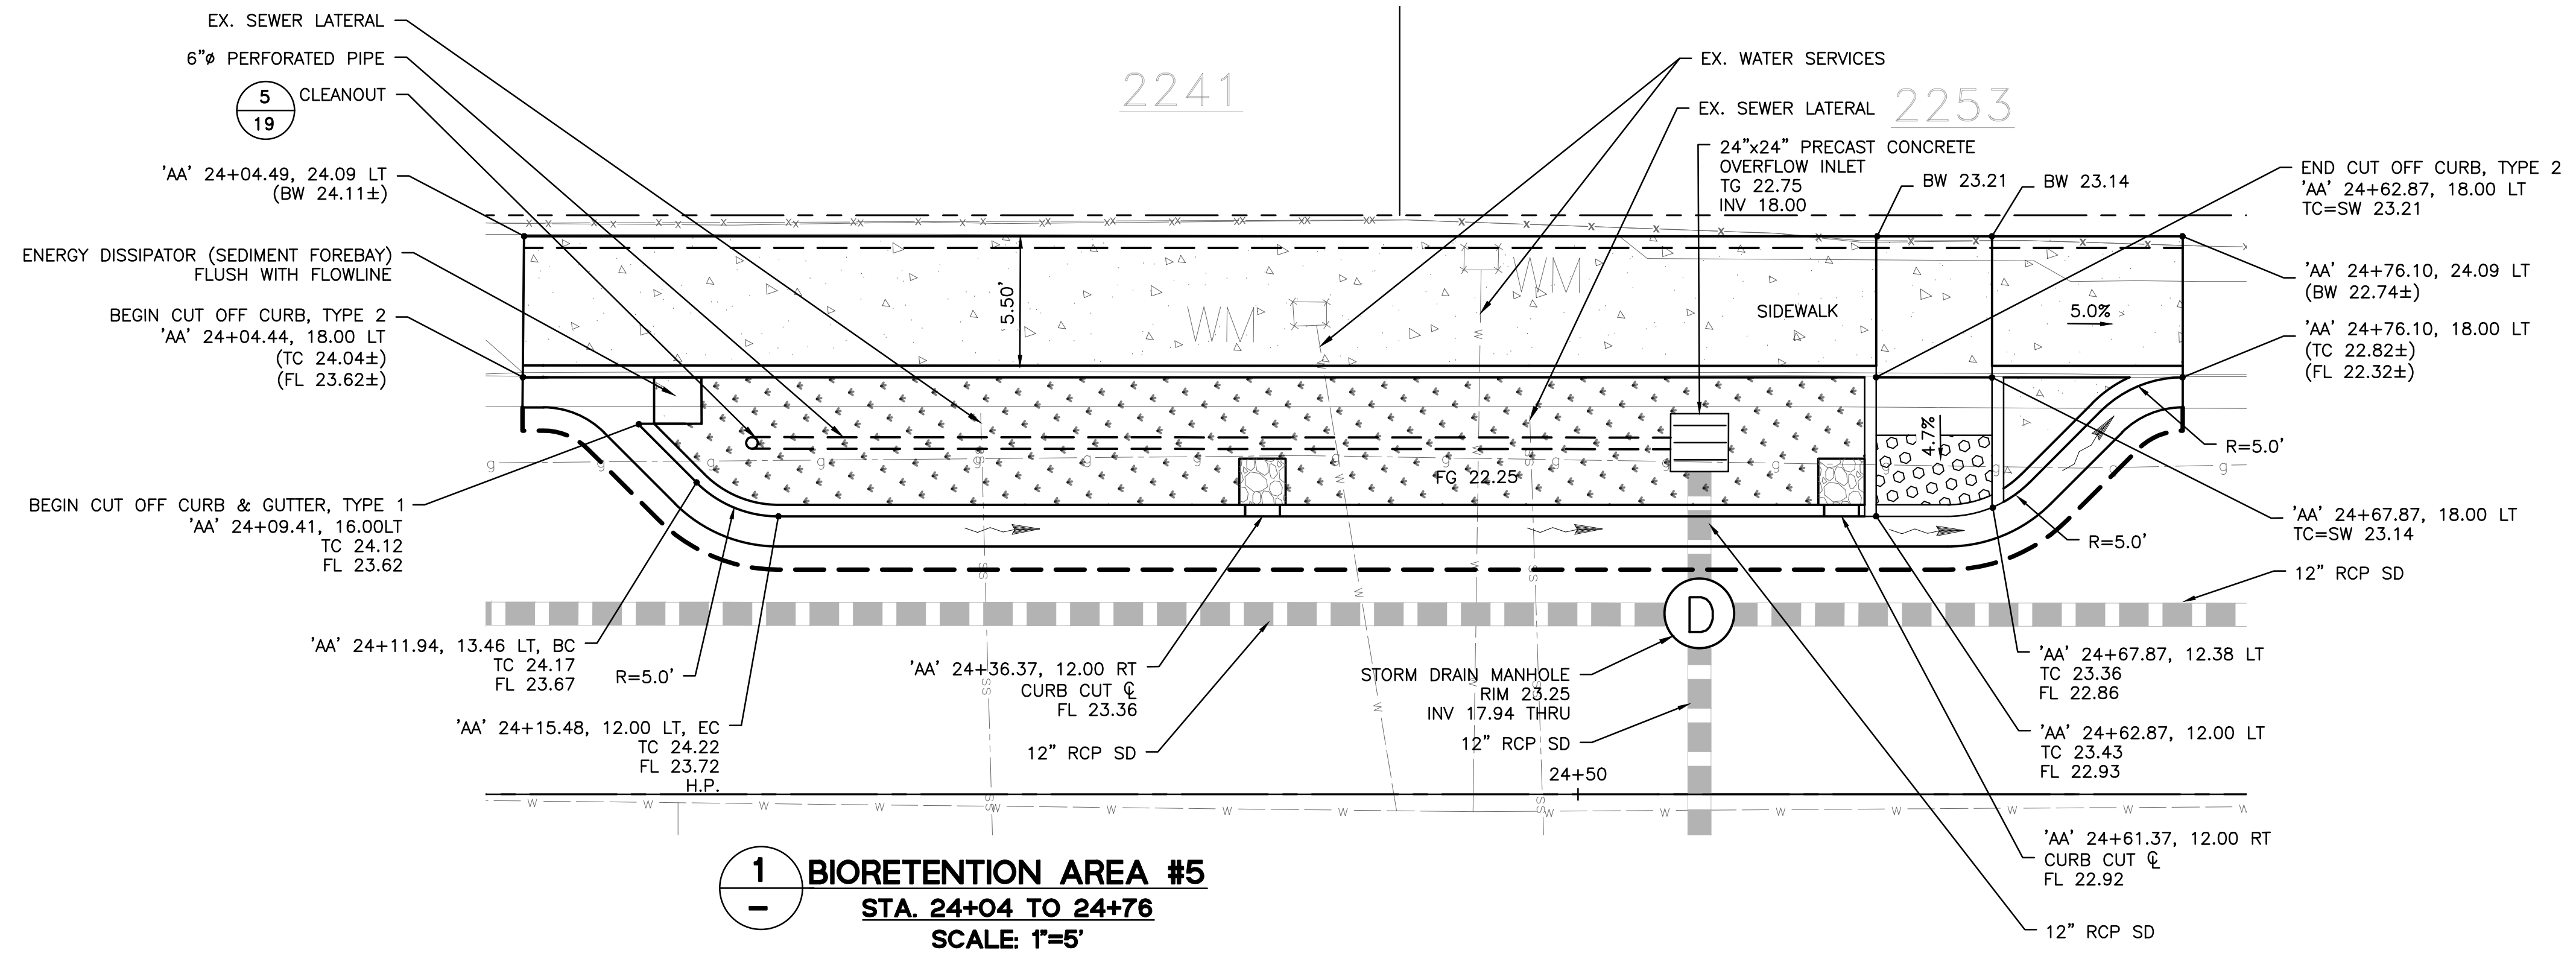 EX. SEWER LATERAL
6"ø PERFORATED PIPE
5
19
CLEANOUT
'AA' 24+04.49, 24.09 LT
(BW 24.11±)
ENERGY DISSIPATOR (SEDIMENT FOREBAY)
FLUSH WITH FLOWLINE
BEGIN CUT OFF CURB, TYPE 2
'AA' 24+04.44, 18.00 LT
(TC 24.04±)
(FL 23.62±)
BEGIN CUT OFF CURB & GUTTER, TYPE 1
'AA' 24+09.41, 16.00LT
TC 24.12
FL 23.62
'AA' 24+11.94, 13.46 LT, BC
TC 24.17
FL 23.67
R=5.0'
'AA' 24+15.48, 12.00 LT, EC
TC 24.22
FL 23.72
H.P.
2241
2253
EX. WATER SERVICES
EX. SEWER LATERAL
24"x24" PRECAST CONCRETE
OVERFLOW INLET
TG 22.75
INV 18.00
BW 23.21
BW 23.14
END CUT OFF CURB, TYPE 2
'AA' 24+62.87, 18.00 LT
TC=SW 23.21
'AA' 24+76.10, 24.09 LT
(BW 22.74±)
'AA' 24+76.10, 18.00 LT
(TC 22.82±)
(FL 22.32±)
R=5.0'
'AA' 24+67.87, 18.00 LT
TC=SW 23.14
R=5.0'
12" RCP SD
5.50'
WM
WM
SIDEWALK
5.0%
4.7%
FG 22.25
g g g g g g g g g g g
x x x x x x x x
W W W W W W
SS SS SS SS SS SS
D
'AA' 24+36.37, 12.00 RT
CURB CUT ℄
FL 23.36
12" RCP SD
STORM DRAIN MANHOLE
RIM 23.25
INV 17.94 THRU
12" RCP SD
24+50
'AA' 24+67.87, 12.38 LT
TC 23.36
FL 22.86
'AA' 24+62.87, 12.00 LT
TC 23.43
FL 22.93
'AA' 24+61.37, 12.00 RT
CURB CUT ℄
FL 22.92
12" RCP SD
W W W W W W W W W W W W W W W W
1
–
BIORETENTION AREA #5
STA. 24+04 TO 24+76
SCALE: 1"=5'